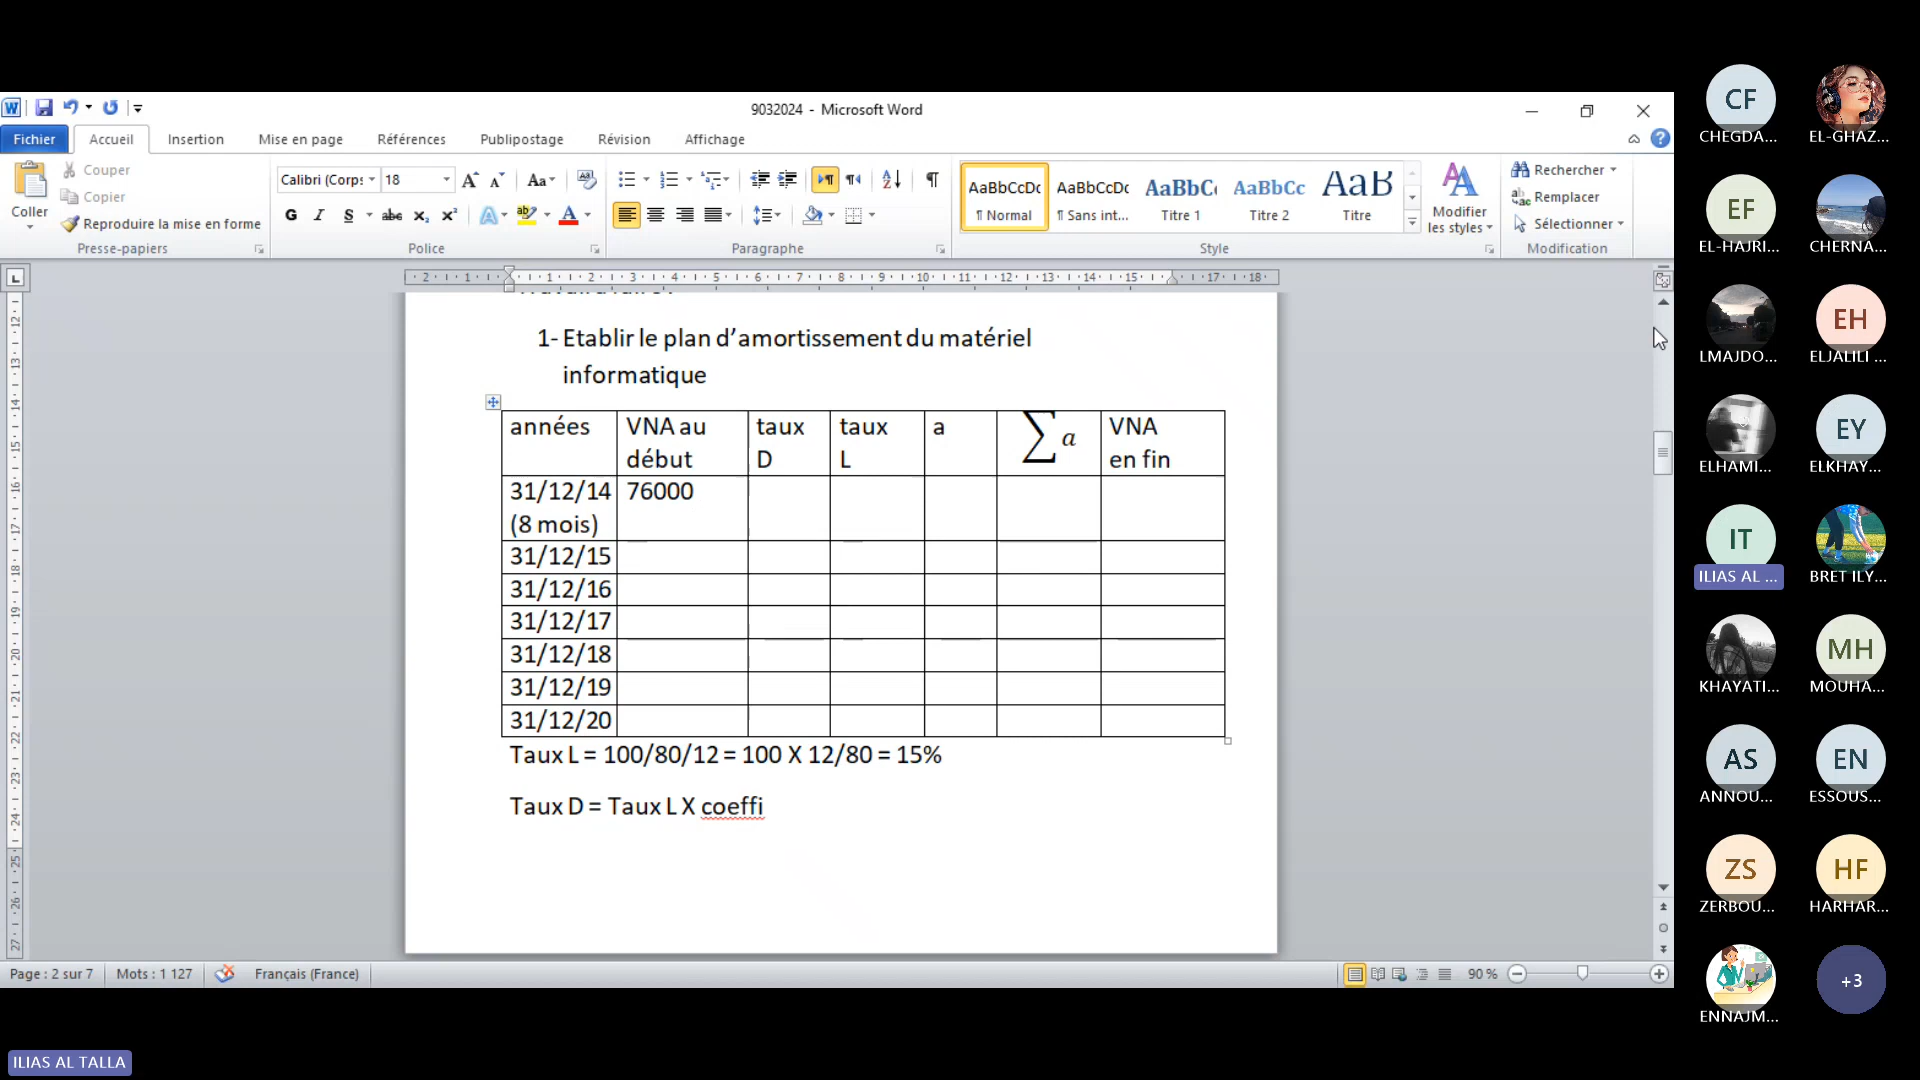 9032024 - Microsoft Word
Fichier Accueil Insertion Mise en page Références Publipostage Révision Affichage
Coller
Couper
Copier
Reproduire la mise en forme
Presse-papiers
Calibri (Corps 18
Police
Paragraphe
AaBbCcDc AaBbCcDc AaBbC AaBbCc AaB
¶ Normal ¶ Sans int... Titre 1 Titre 2 Titre
Modifier les styles
Style
Rechercher
Remplacer
Sélectionner
Modification
1- Etablir le plan d’amortissement du matériel
informatique
années VNA au début taux D taux L a ∑a VNA en fin
31/12/14 (8 mois) 76000
31/12/15
31/12/16
31/12/17
31/12/18
31/12/19
31/12/20
Taux L = 100/80/12 = 100 X 12/80 = 15%
Taux D = Taux L X coeffi
Page : 2 sur 7 Mots : 1 127 Français (France) 90 %
CF
CHEGDA...
EL-GHAZ...
EF
EL-HAJRI...
CHERNA...
LMAJDO...
EH
ELJALILI ...
ELHAMI...
EY
ELKHAY...
IT
ILIAS AL ...
BRET ILY...
KHAYATI...
MH
MOUHA...
AS
ANNOU...
EN
ESSOUS...
ZS
ZERBOU...
HF
HARHAR...
ENNAJM...
+3
ILIAS AL TALLA